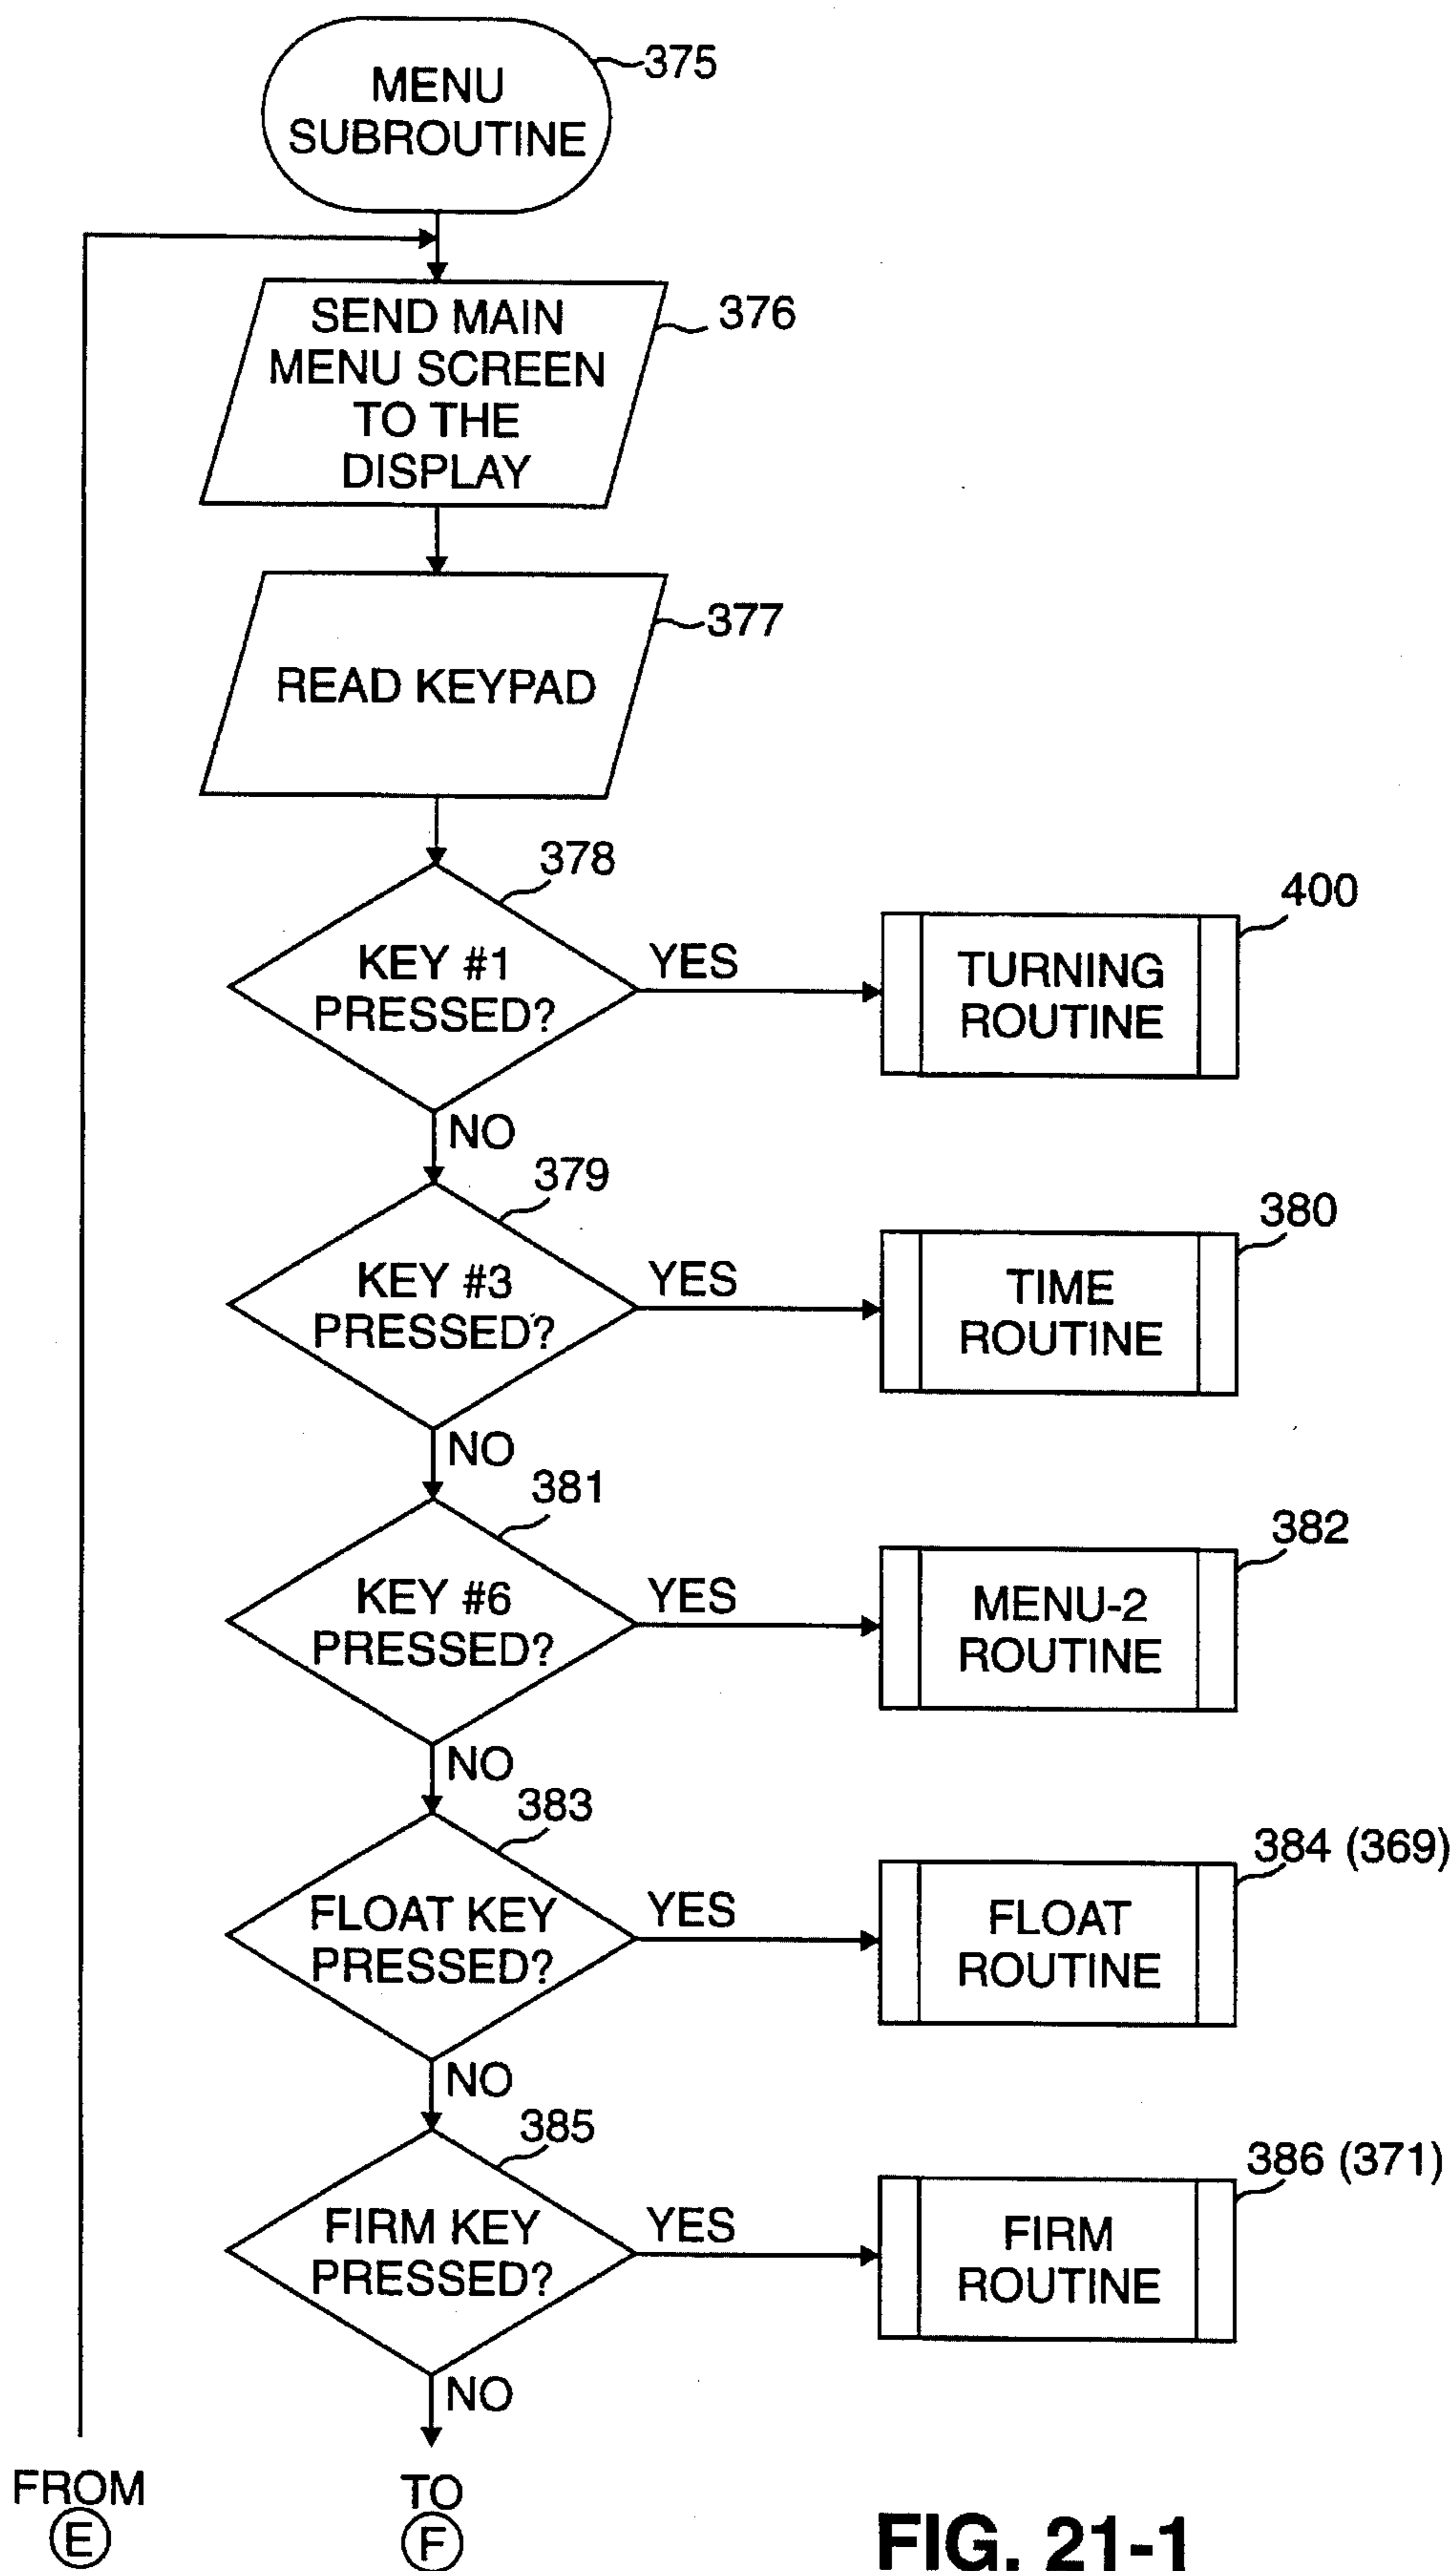 MENU
SUBROUTINE
375
SEND MAIN
MENU SCREEN
TO THE
DISPLAY
376
READ KEYPAD
377
378
KEY #1
PRESSED?
YES
400
TURNING
ROUTINE
NO
379
KEY #3
PRESSED?
YES
380
TIME
ROUTINE
NO
381
KEY #6
PRESSED?
YES
382
MENU-2
ROUTINE
NO
383
FLOAT KEY
PRESSED?
YES
384 (369)
FLOAT
ROUTINE
NO
385
FIRM KEY
PRESSED?
YES
386 (371)
FIRM
ROUTINE
NO
FROM
E
TO
F
FIG. 21-1